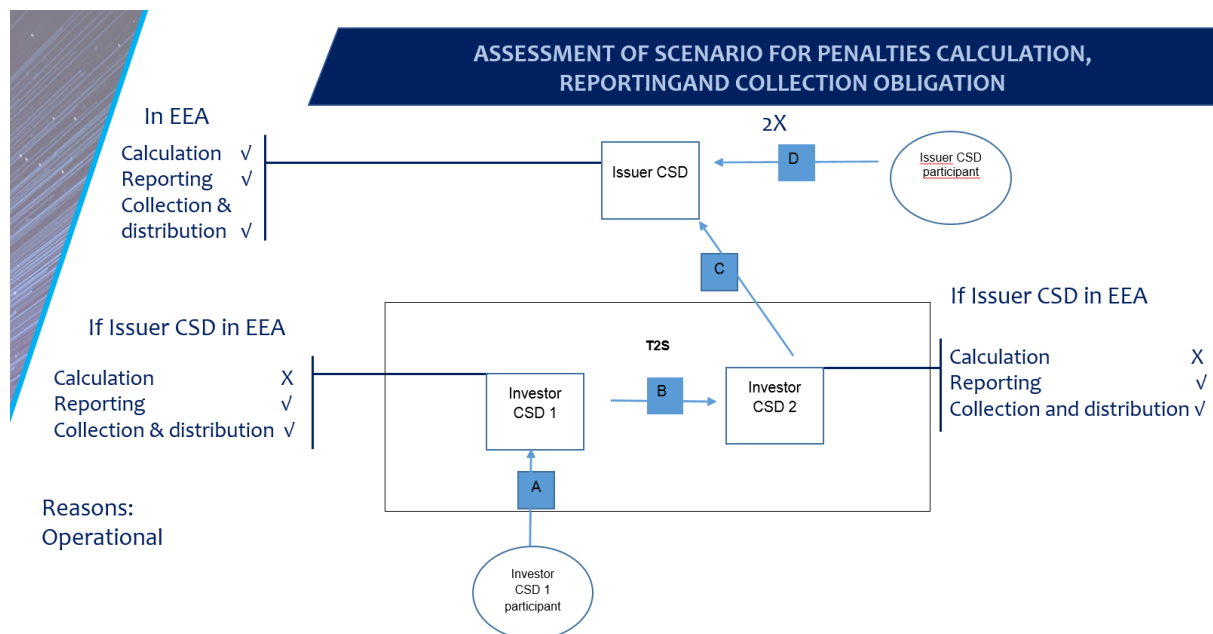 ASSESSMENT OF SCENARIO FOR PENALTIES CALCULATION,
REPORTINGAND COLLECTION OBLIGATION
In EEA
Calculation √
Reporting √
Collection &
distribution √
2X
Issuer CSD
D
Issuer CSD
participant
C
If Issuer CSD in EEA
Calculation X
Reporting √
Collection & distribution √
T2S
Investor
CSD 1
B
Investor
CSD 2
If Issuer CSD in EEA
Calculation X
Reporting √
Collection and distribution √
A
Reasons:
Operational
Investor
CSD 1
participant